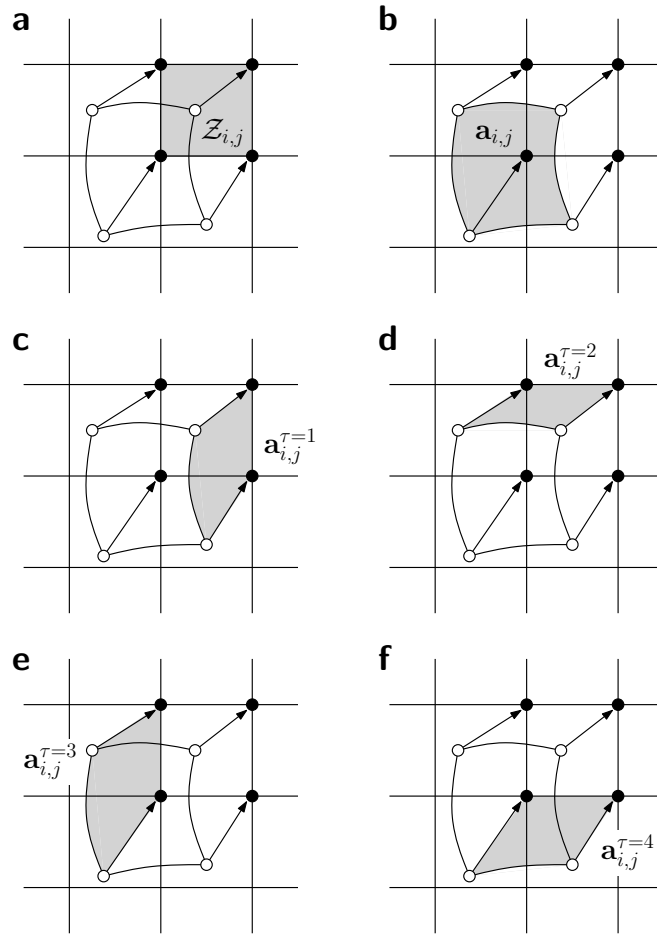 a
b
𝒵_{i,j}
𝐚_{i,j}
c
d
𝐚_{i,j}^{τ=1}
𝐚_{i,j}^{τ=2}
e
f
𝐚_{i,j}^{τ=3}
𝐚_{i,j}^{τ=4}